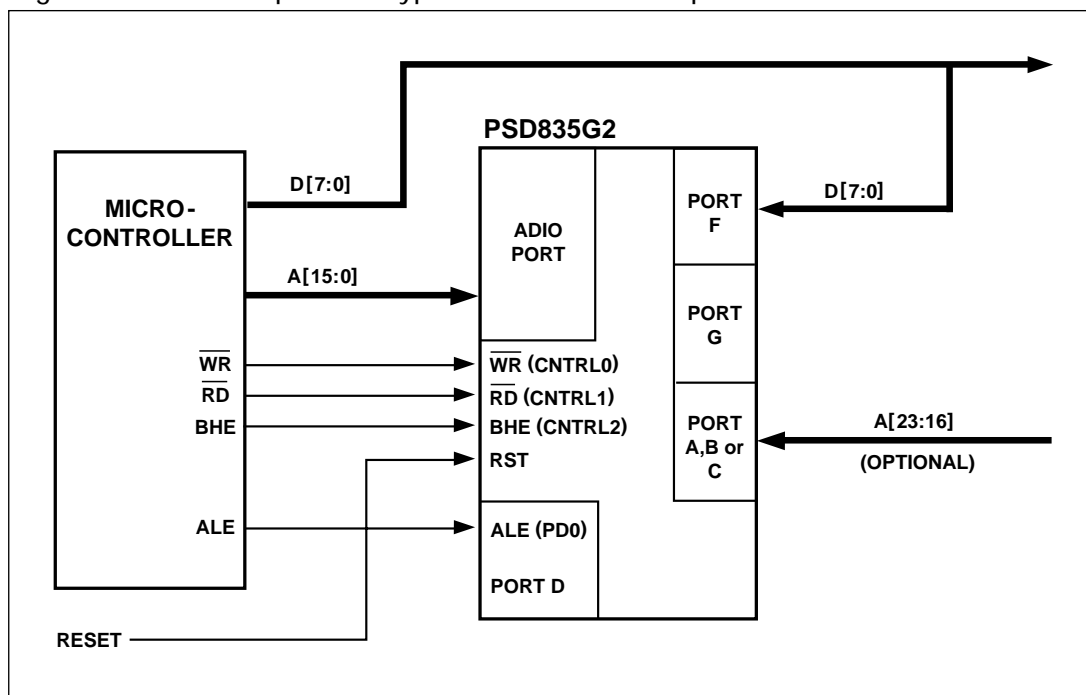 PSD835G2
MICRO-
CONTROLLER
D[7:0]
A[15:0]
WR
RD
BHE
ALE
RESET
ADIO
PORT
WR (CNTRL0)
RD (CNTRL1)
BHE (CNTRL2)
RST
ALE (PD0)
PORT D
PORT
F
PORT
G
PORT
A,B or
C
D[7:0]
A[23:16]
(OPTIONAL)